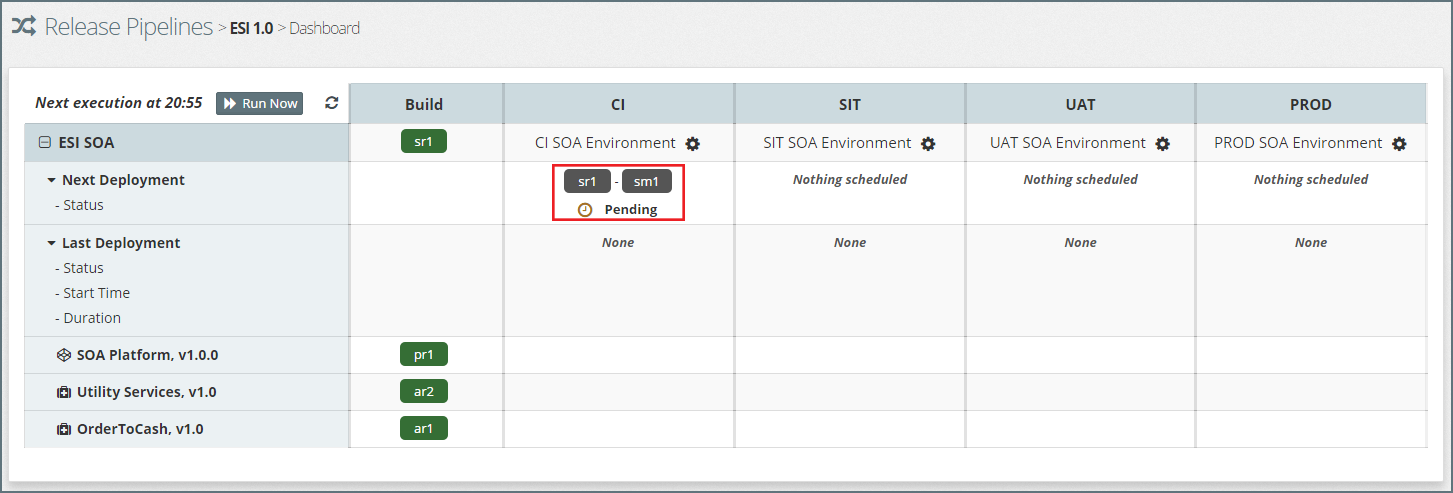 Release Pipelines > ESI 1.0 > Dashboard
Next execution at 20:55 Run Now Build CI SIT UAT PROD
ESI SOA sr1 CI SOA Environment SIT SOA Environment UAT SOA Environment PROD SOA Environment
Next Deployment sr1 - sm1 Nothing scheduled Nothing scheduled Nothing scheduled
- Status Pending
Last Deployment None None None None
- Status
- Start Time
- Duration
SOA Platform, v1.0.0 pr1
Utility Services, v1.0 ar2
OrderToCash, v1.0 ar1